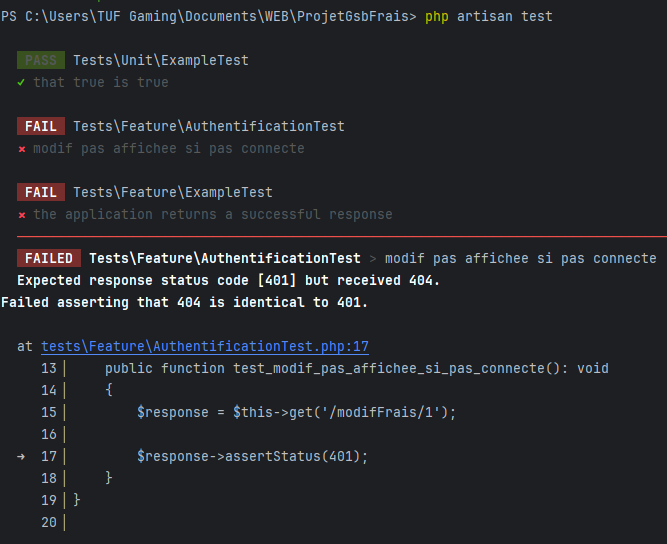 PS C:\Users\TUF Gaming\Documents\WEB\ProjetGsbFrais> php artisan test
PASS Tests\Unit\ExampleTest
✓ that true is true
FAIL Tests\Feature\AuthentificationTest
⨯ modif pas affichee si pas connecte
FAIL Tests\Feature\ExampleTest
⨯ the application returns a successful response
FAILED Tests\Feature\AuthentificationTest > modif pas affichee si pas connecte
Expected response status code [401] but received 404.
Failed asserting that 404 is identical to 401.
at tests\Feature\AuthentificationTest.php:17
13| public function test_modif_pas_affichee_si_pas_connecte(): void
14| {
15| $response = $this->get('/modifFrais/1');
16|
➜ 17| $response->assertStatus(401);
18| }
19| }
20|